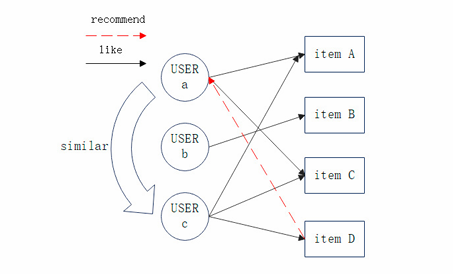 recommend
like
USER
a
item A
USER
b
item B
similar
USER
c
item C
item D